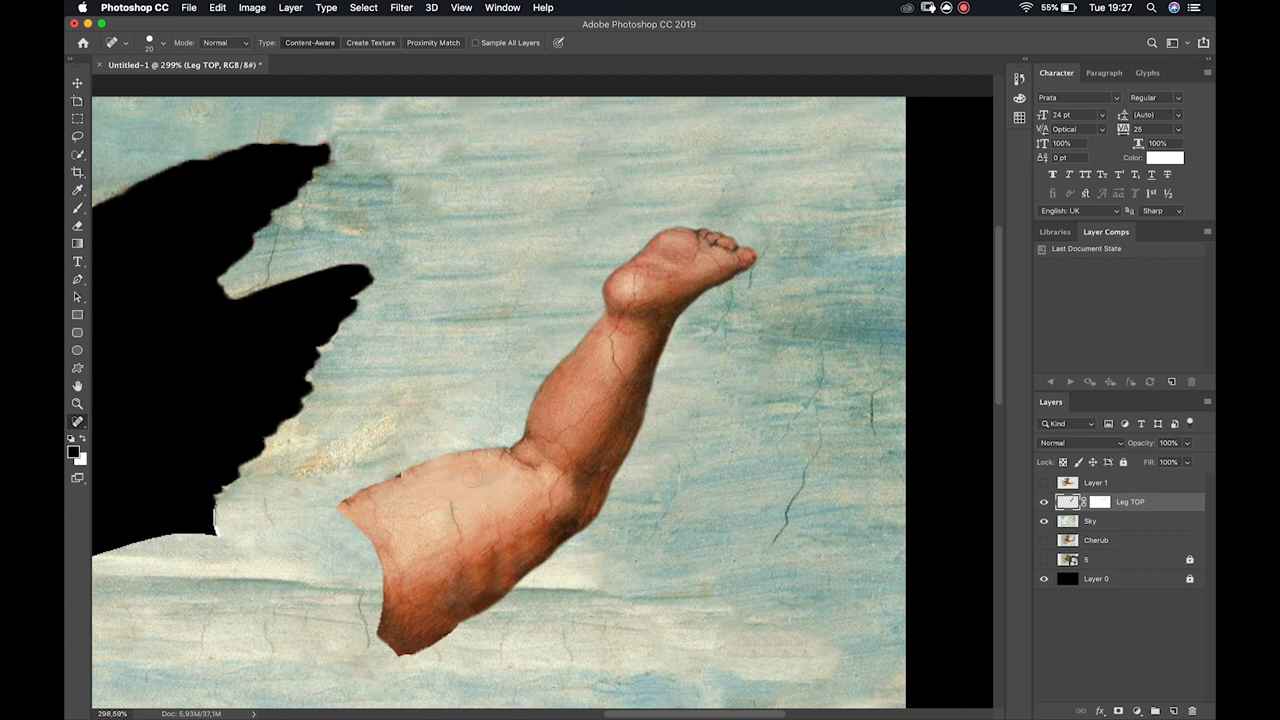 Photoshop CC File Edit Image Layer Type Select Filter 3D View Window Help 55% Tue 19:27
Adobe Photoshop CC 2019
20 Mode: Normal Type: Content-Aware Create Texture Proximity Match Sample All Layers
Untitled-1 @ 299% (Leg TOP, RGB/8#) *
Character Paragraph Glyphs
Prata Regular
24 pt (Auto)
Optical 25
100% 100%
0 pt Color:
English: UK Sharp
Libraries Layer Comps
Last Document State
Layers
Kind
Normal Opacity: 100%
Lock: Fill: 100%
Layer 1
Leg TOP
Sky
Cherub
5
Layer 0
298,59% Doc: 5,93M/37,1M